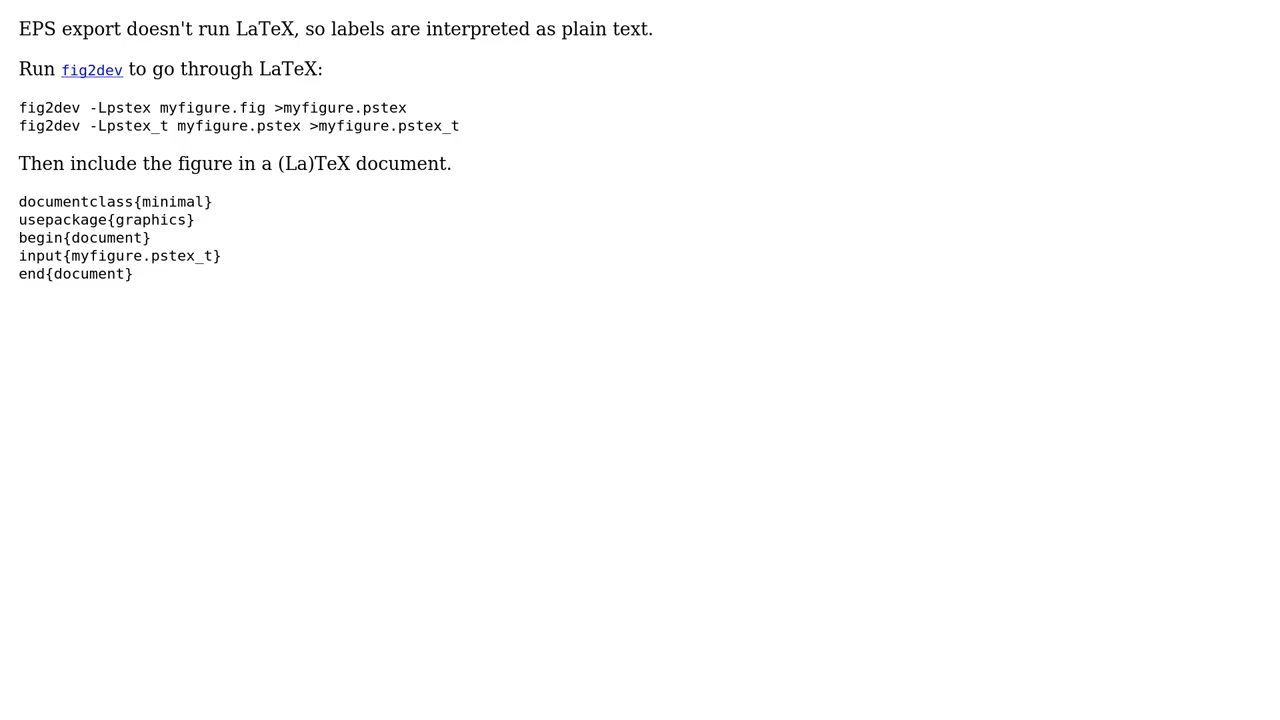 EPS export doesn't run LaTeX, so labels are interpreted as plain text.
Run fig2dev to go through LaTeX:
fig2dev -Lpstex myfigure.fig >myfigure.pstex
fig2dev -Lpstex_t myfigure.pstex >myfigure.pstex_t
Then include the figure in a (La)TeX document.
documentclass{minimal}
usepackage{graphics}
begin{document}
input{myfigure.pstex_t}
end{document}